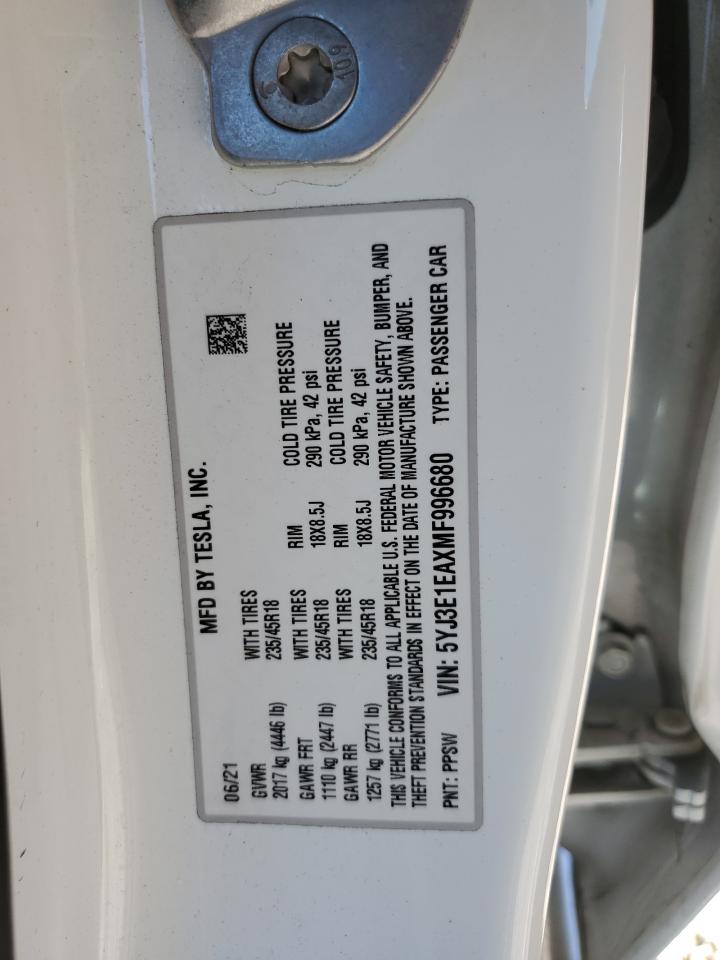 10.9
MFD BY TESLA, INC.
06/21
GVWR WITH TIRES
2017 kg (4446 lb) 235/45R18
GAWR FRT WITH TIRES RIM COLD TIRE PRESSURE
1110 kg (2447 lb) 235/45R18 18X8.5J 290 kPa, 42 psi
GAWR RR WITH TIRES RIM COLD TIRE PRESSURE
1257 kg (2771 lb) 235/45R18 18X8.5J 290 kPa, 42 psi
THIS VEHICLE CONFORMS TO ALL APPLICABLE U.S. FEDERAL MOTOR VEHICLE SAFETY, BUMPER, AND
THEFT PREVENTION STANDARDS IN EFFECT ON THE DATE OF MANUFACTURE SHOWN ABOVE.
PNT: PPSW VIN: 5YJ3E1EAXMF996680 TYPE: PASSENGER CAR